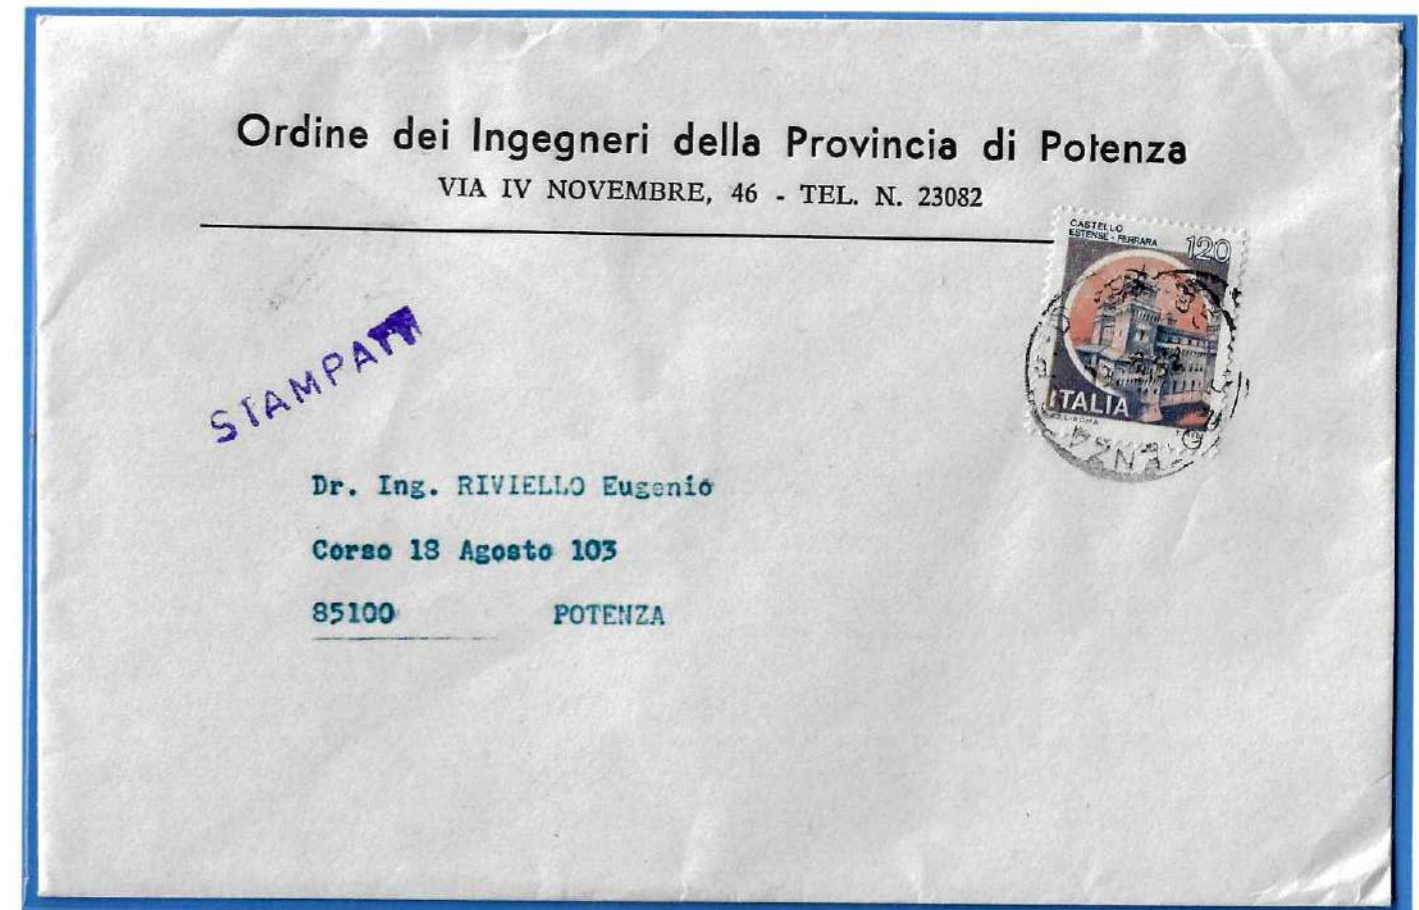 Ordine dei Ingegneri della Provincia di Potenza
VIA IV NOVEMBRE, 46 - TEL. N. 23082
CASTELLO
ESTENSE - FERRARA
120
ITALIA
STAMPATI
Dr. Ing. RIVIELLO Eugenio
Corso 18 Agosto 103
85100 POTENZA